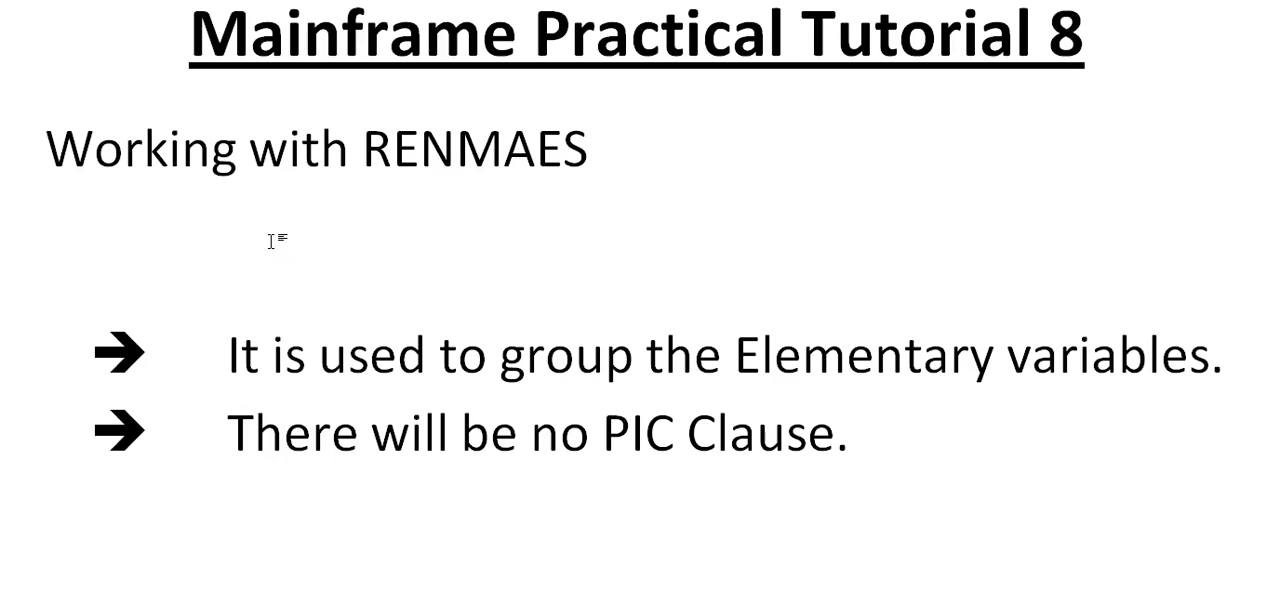 Mainframe Practical Tutorial 8
Working with RENMAES
➔ It is used to group the Elementary variables.
➔ There will be no PIC Clause.